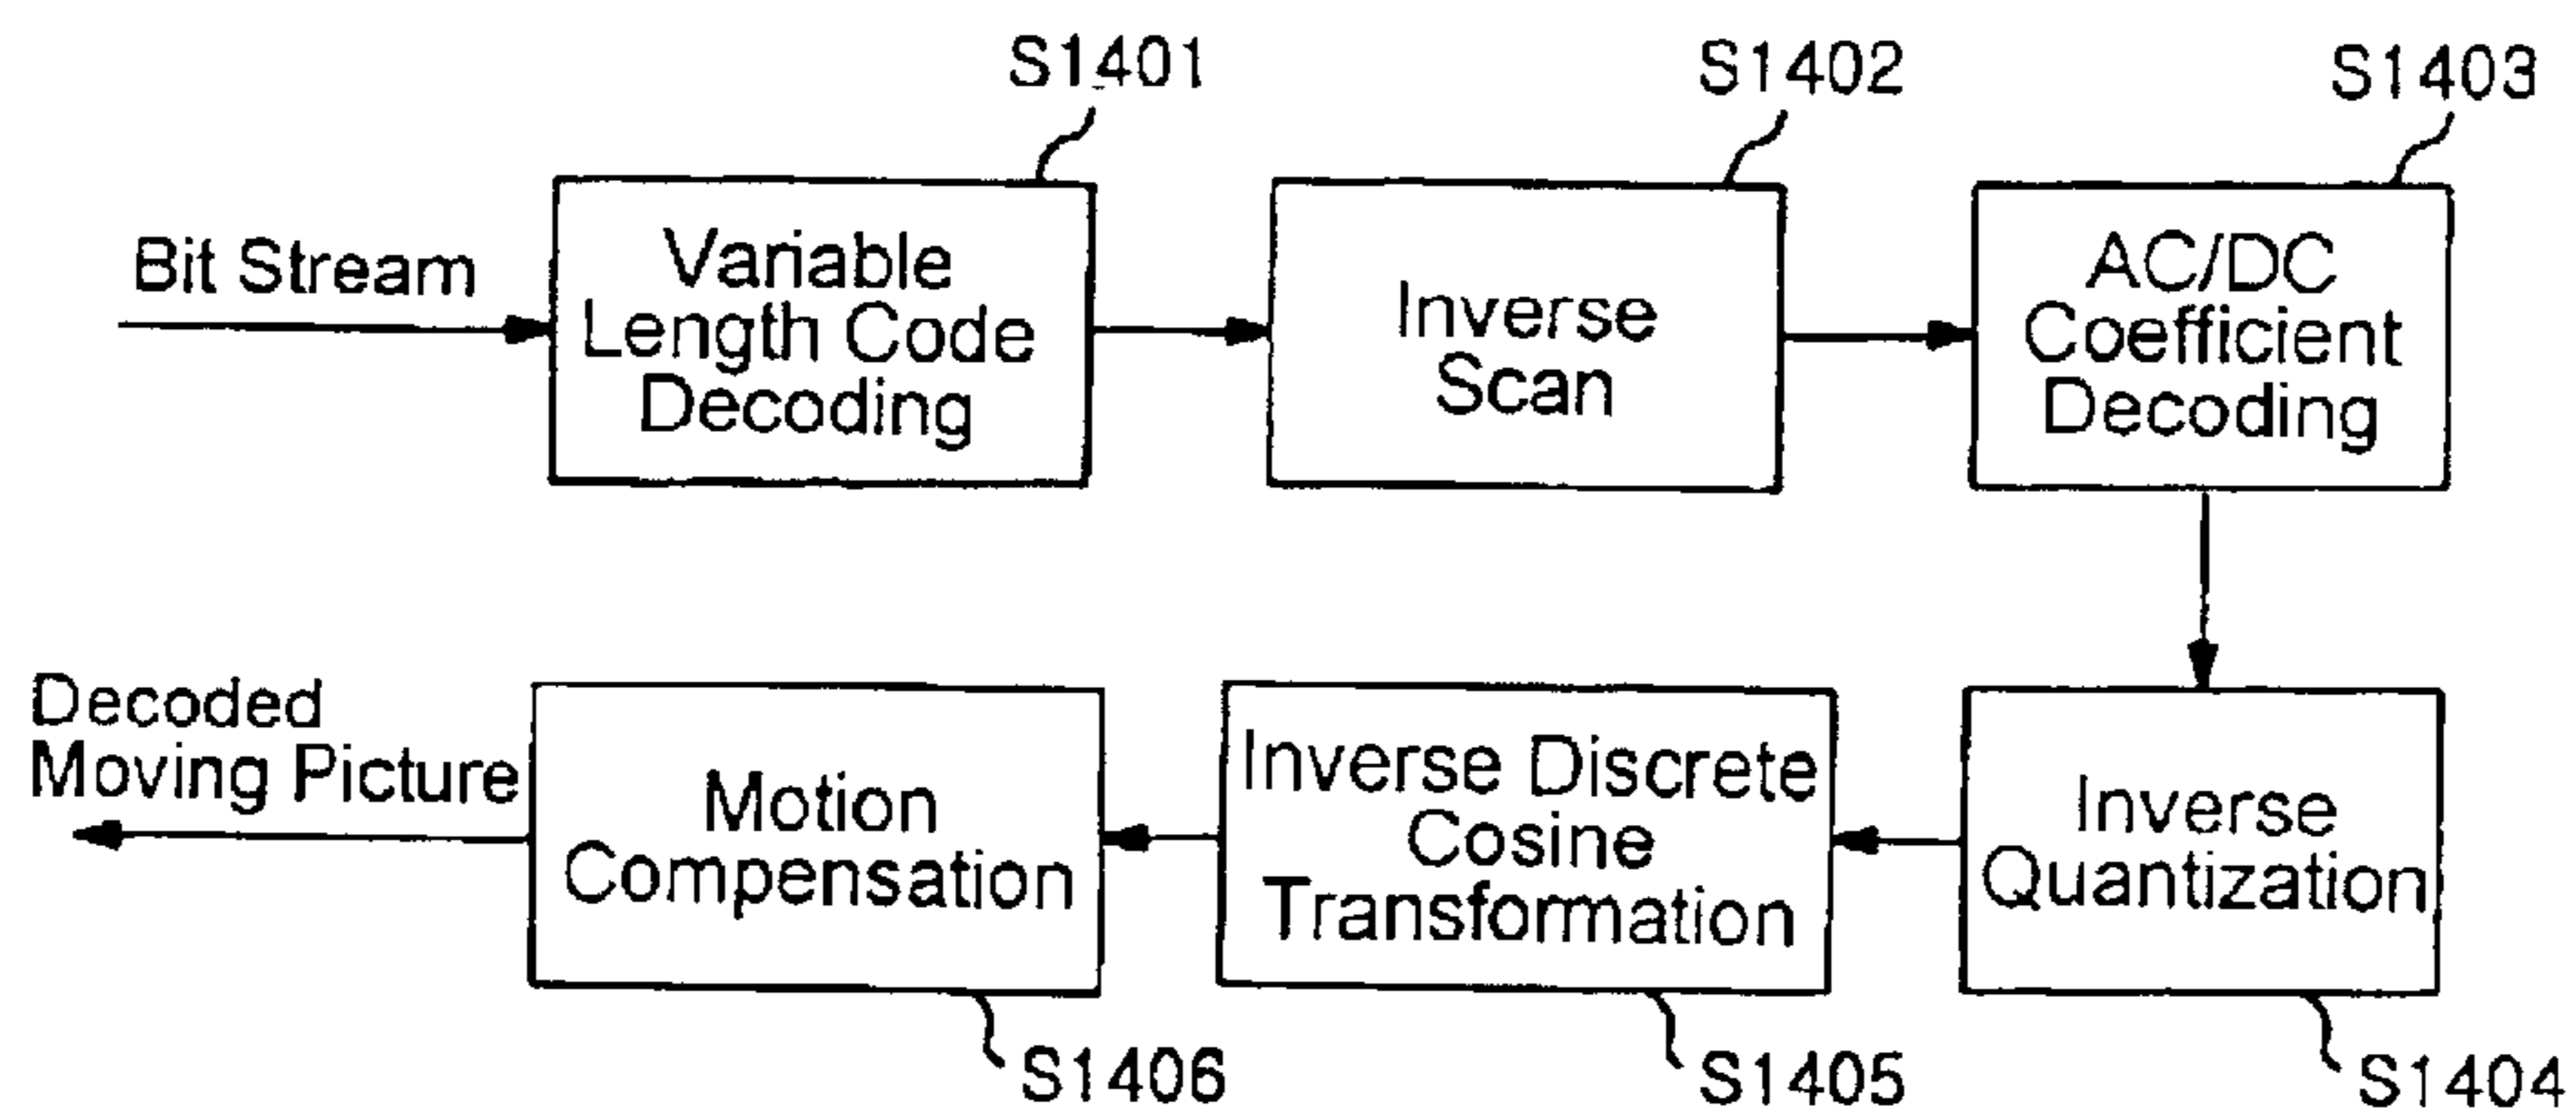 S1401
S1402
S1403
Bit Stream
Variable
Length Code
Decoding
Inverse
Scan
AC/DC
Coefficient
Decoding
Decoded
Moving Picture
Motion
Compensation
Inverse Discrete
Cosine
Transformation
Inverse
Quantization
S1406
S1405
S1404